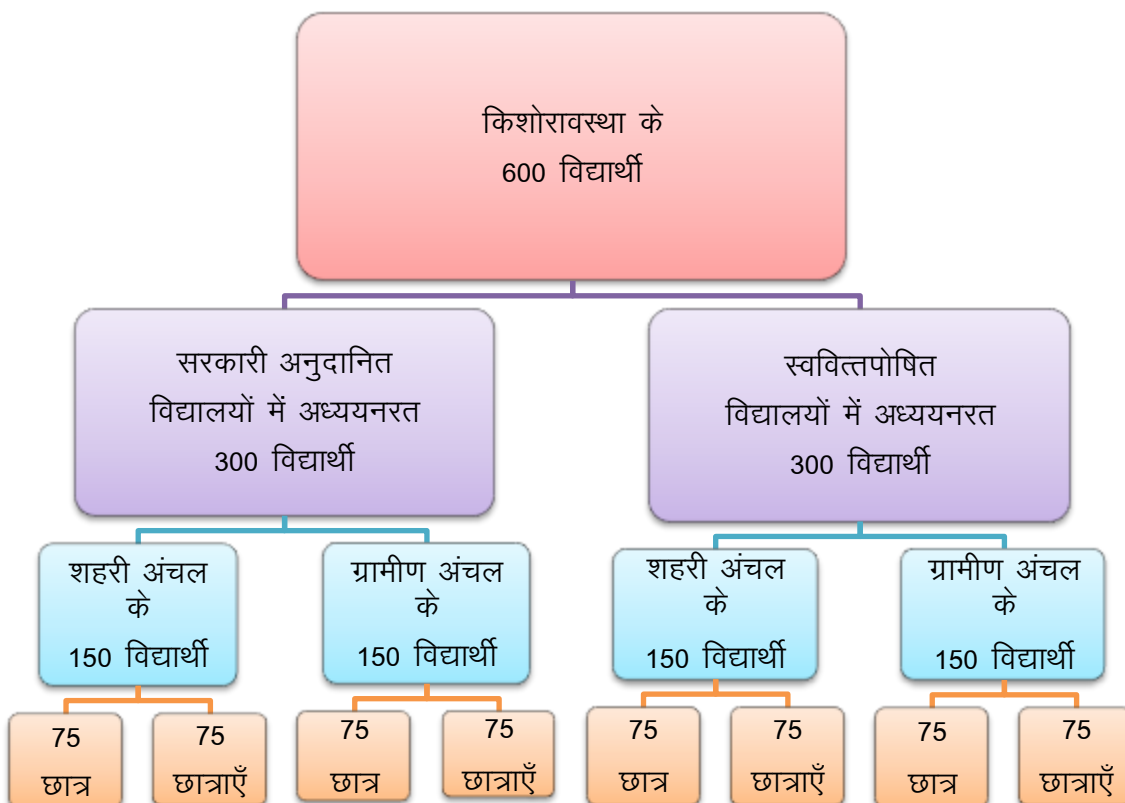 किशोरावस्था के
600 विद्यार्थी
सरकारी अनुदानित
विद्यालयों में अध्ययनरत
300 विद्यार्थी
स्ववित्तपोषित
विद्यालयों में अध्ययनरत
300 विद्यार्थी
शहरी अंचल
के
150 विद्यार्थी
ग्रामीण अंचल
के
150 विद्यार्थी
शहरी अंचल
के
150 विद्यार्थी
ग्रामीण अंचल
के
150 विद्यार्थी
75
छात्र
75
छात्राएँ
75
छात्र
75
छात्राएँ
75
छात्र
75
छात्राएँ
75
छात्र
75
छात्राएँ